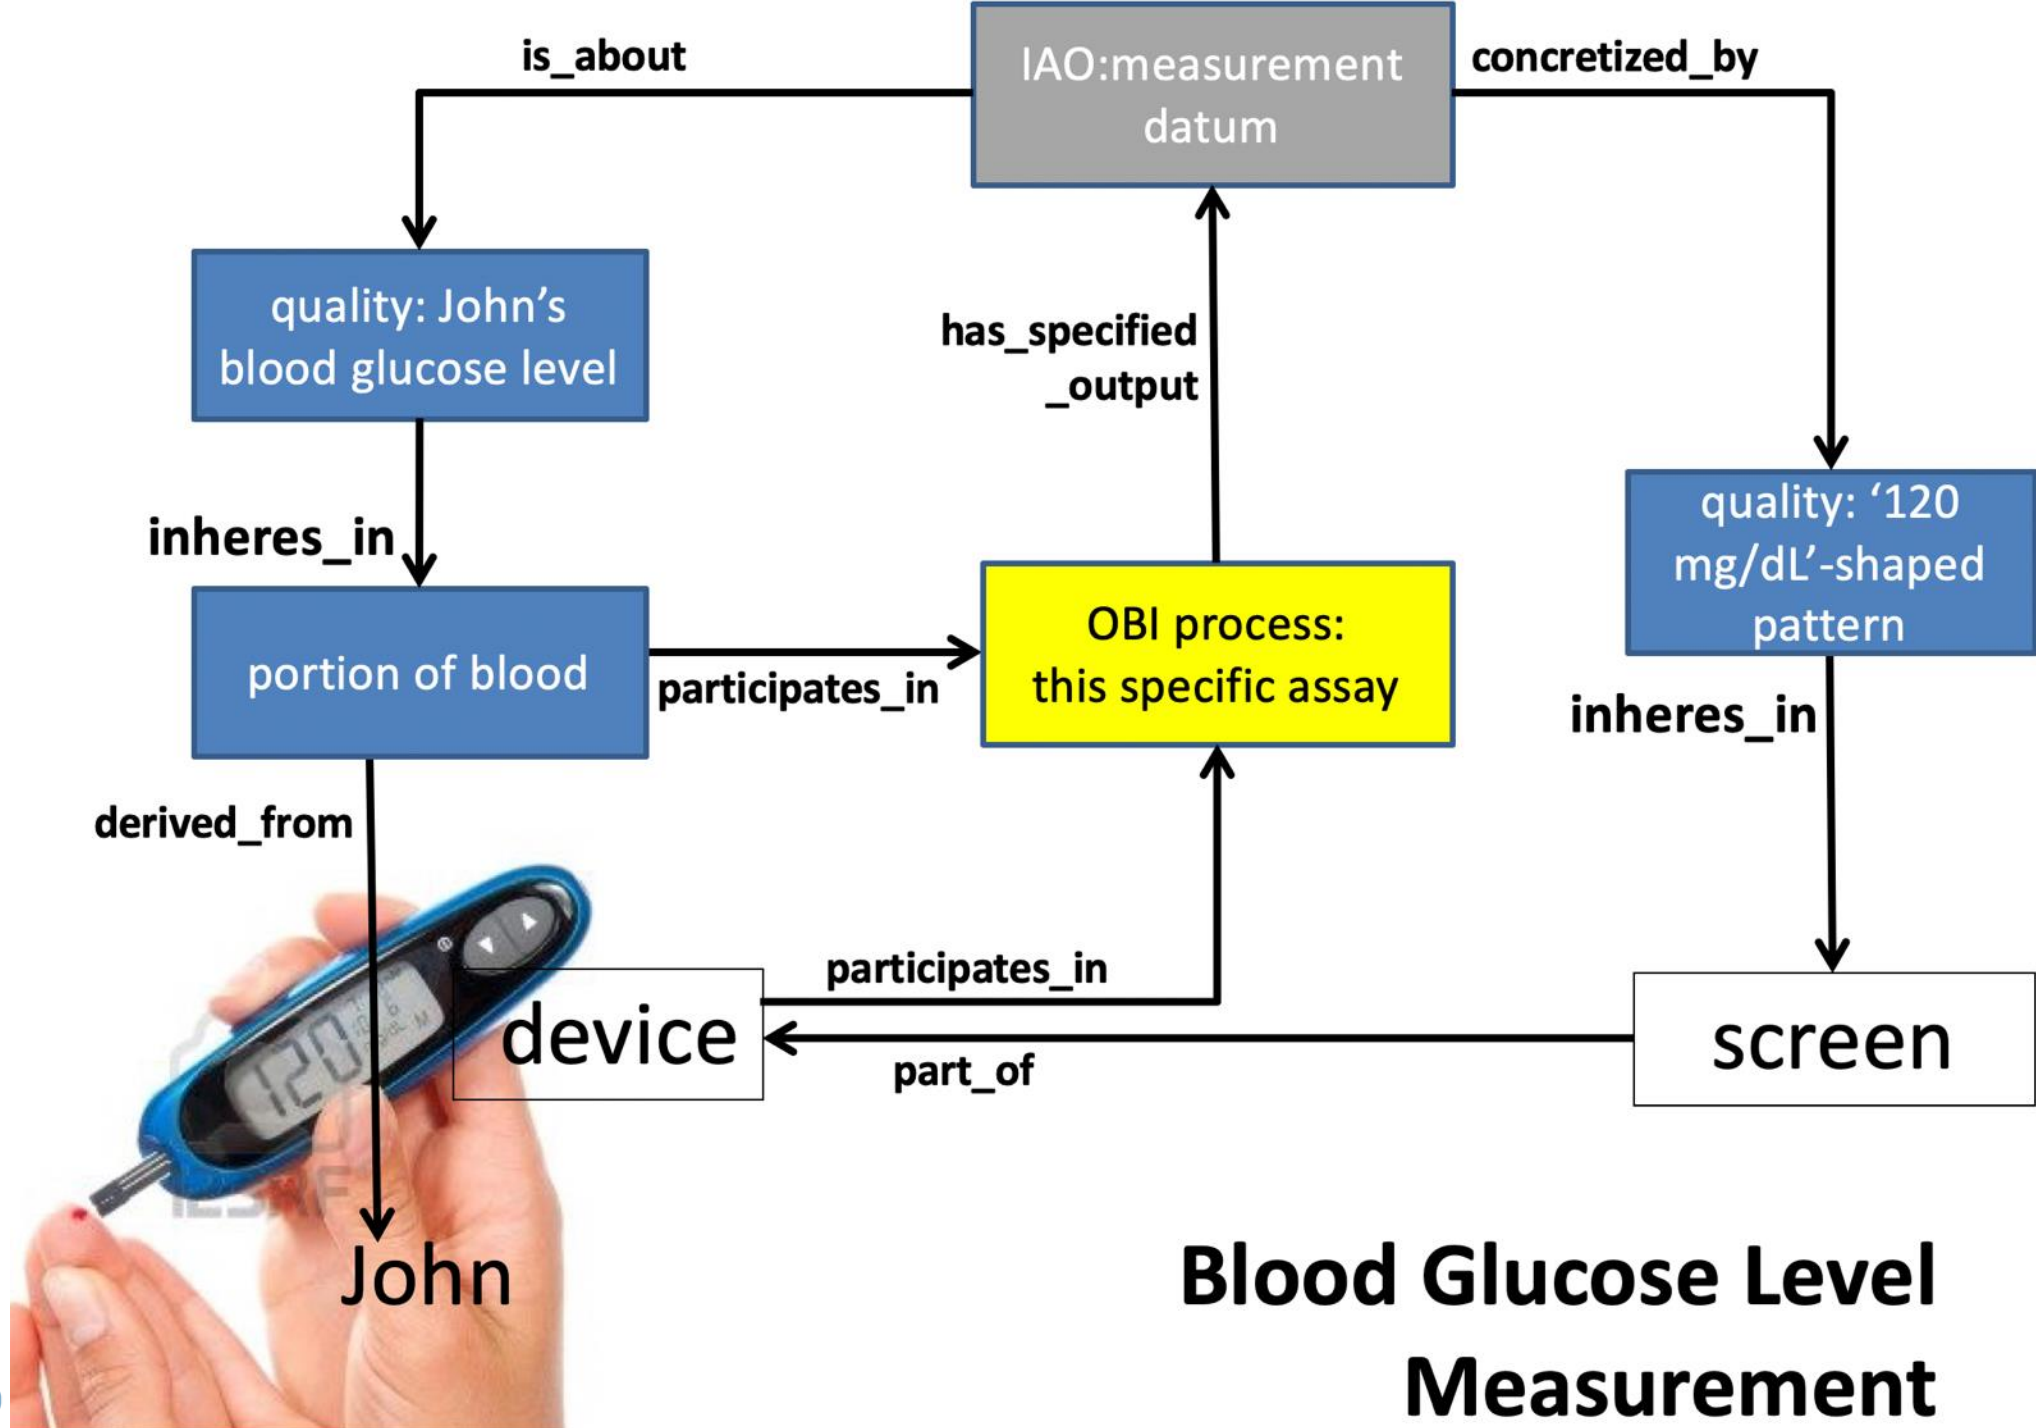 is_about
IAO:measurement
datum
concretized_by
quality: John’s
blood glucose level
has_specified
_output
inheres_in
quality: ‘120
mg/dL’-shaped
pattern
portion of blood
participates_in
OBI process:
this specific assay
inheres_in
derived_from
participates_in
device
part_of
screen
120
John
Blood Glucose Level
Measurement